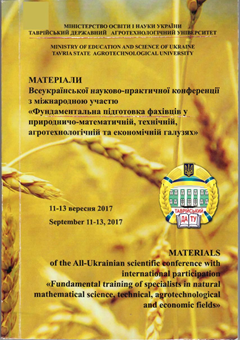 МІНІСТЕРСТВО ОСВІТИ І НАУКИ УКРАЇНИ
ТАВРІЙСЬКИЙ ДЕРЖАВНИЙ АГРОТЕХНОЛОГІЧНИЙ УНІВЕРСИТЕТ
MINISTRY OF EDUCATION AND SCIENCE OF UKRAINE
TAVRIA STATE AGROTECHNOLOGICAL UNIVERSITY
МАТЕРІАЛИ
Всеукраїнської науково-практичної конференції
з міжнародною участю
«Фундаментальна підготовка фахівців у
природничо-математичній, технічній,
агротехнологічній та економічній галузях»
11-13 вересня 2017
September 11-13, 2017
ТАВРІЙСЬКИЙ
ДАТУ
MATERIALS
of the All-Ukrainian scientific conference with
international participation
«Fundamental training of specialists in natural
mathematical science, technical, agrotechnological
and economic fields»